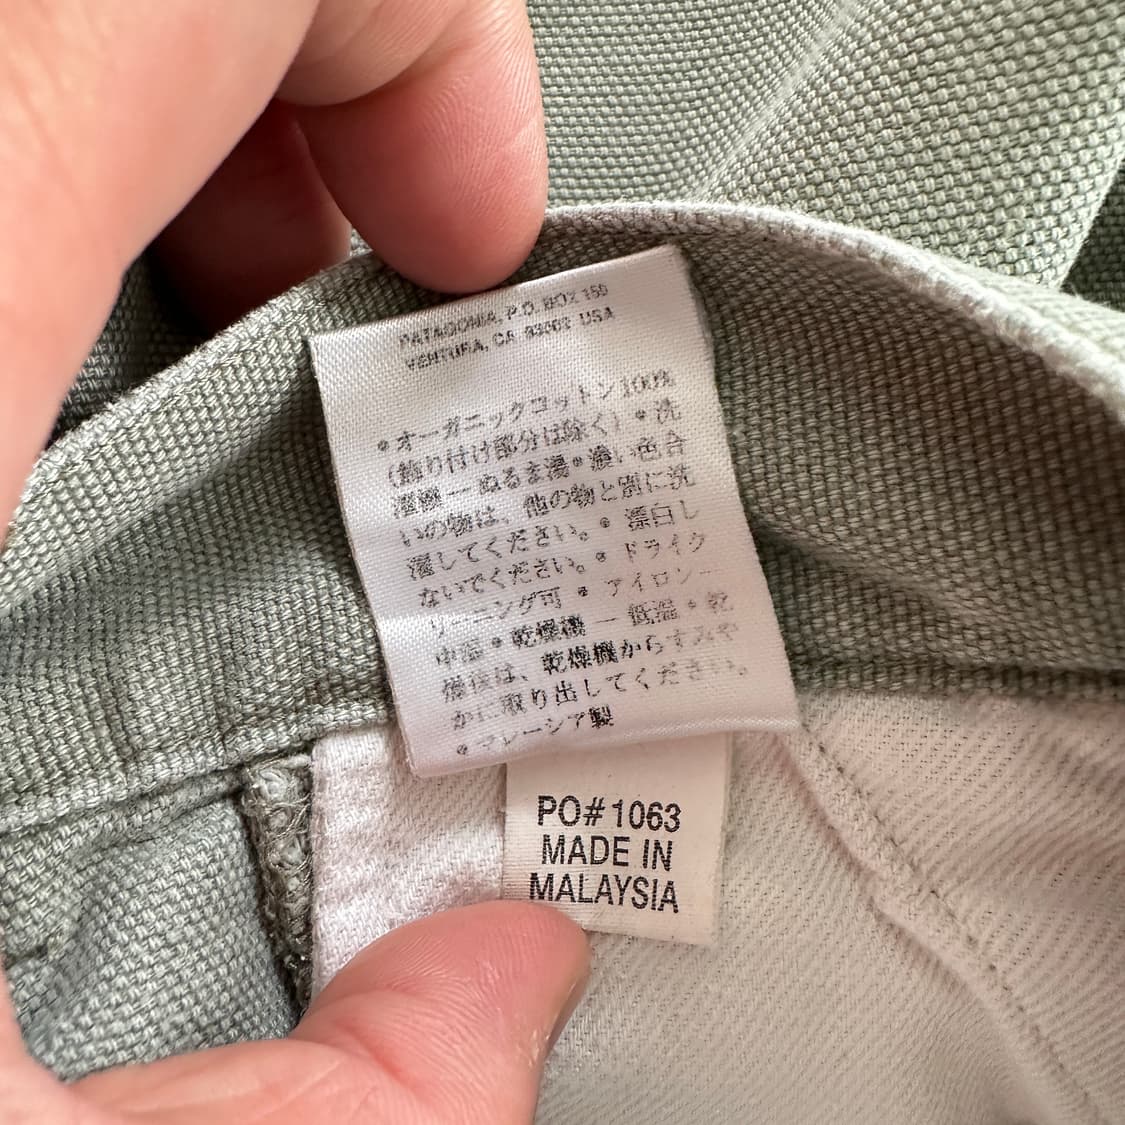 PATAGONIA, P.O. BOX 150
VENTURA, CA 93002 USA
•オーガニックコットン100%
(飾り付け部分は除く)•洗
濯機—ぬるま湯•濃い色合
いの物は、他の物と別に洗
濯してください。•漂白し
ないでください。•ドライク
リーニング可•アイロン—
中温•乾燥機—低温•乾
燥後は、乾燥機からすみや
かに取り出してください。
•マレーシア製
PO# 1063
MADE IN
MALAYSIA